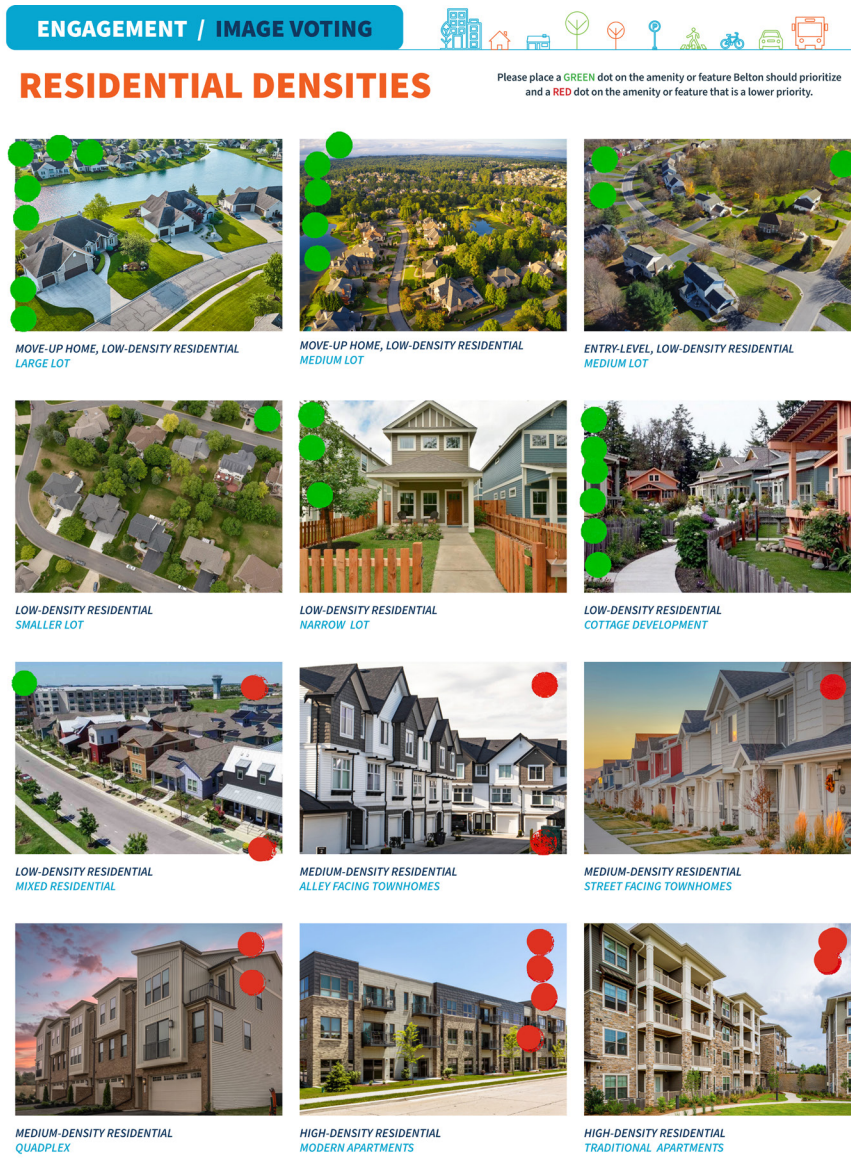 ENGAGEMENT / IMAGE VOTING
RESIDENTIAL DENSITIES
Please place a GREEN dot on the amenity or feature Belton should prioritize
and a RED dot on the amenity or feature that is a lower priority.
MOVE-UP HOME, LOW-DENSITY RESIDENTIAL
LARGE LOT
MOVE-UP HOME, LOW-DENSITY RESIDENTIAL
MEDIUM LOT
ENTRY-LEVEL, LOW-DENSITY RESIDENTIAL
MEDIUM LOT
LOW-DENSITY RESIDENTIAL
SMALLER LOT
LOW-DENSITY RESIDENTIAL
NARROW LOT
LOW-DENSITY RESIDENTIAL
COTTAGE DEVELOPMENT
LOW-DENSITY RESIDENTIAL
MIXED RESIDENTIAL
MEDIUM-DENSITY RESIDENTIAL
ALLEY FACING TOWNHOMES
MEDIUM-DENSITY RESIDENTIAL
STREET FACING TOWNHOMES
MEDIUM-DENSITY RESIDENTIAL
QUADPLEX
HIGH-DENSITY RESIDENTIAL
MODERN APARTMENTS
HIGH-DENSITY RESIDENTIAL
TRADITIONAL APARTMENTS